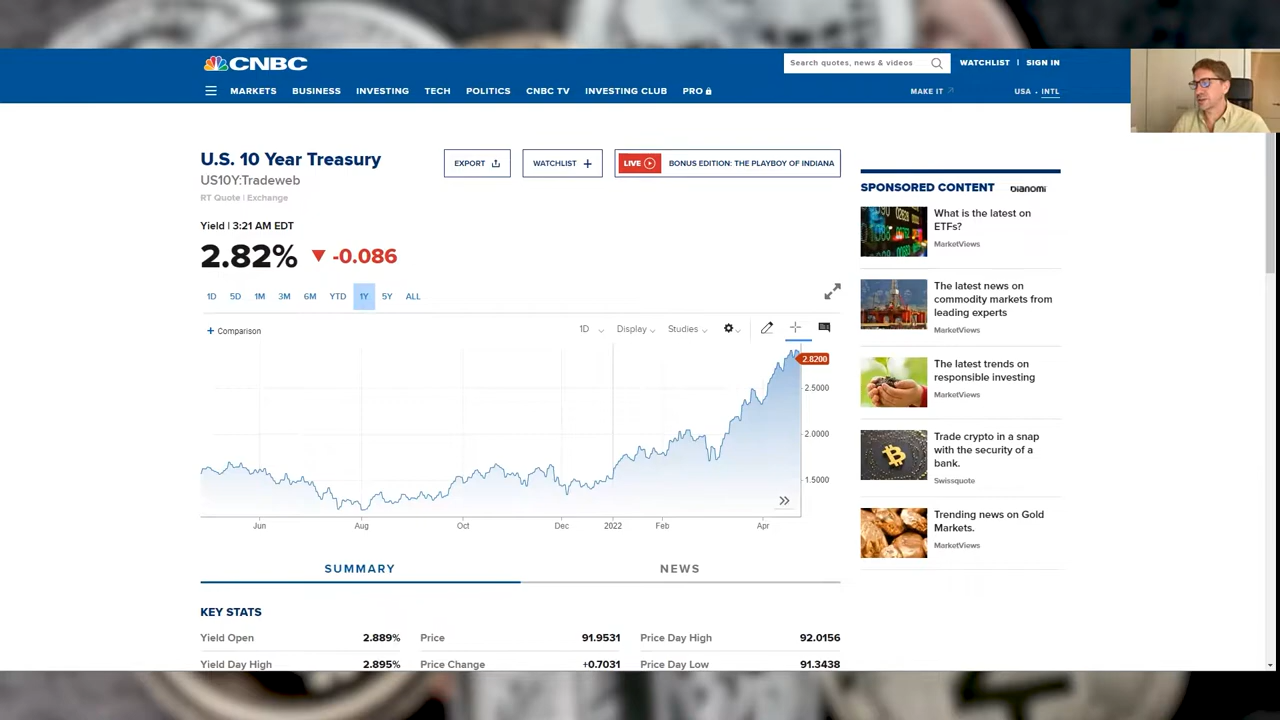 CNBC
Search quotes, news & videos
WATCHLIST | SIGN IN
MARKETS BUSINESS INVESTING TECH POLITICS CNBC TV INVESTING CLUB PRO
MAKE IT
USA • INTL
U.S. 10 Year Treasury
US10Y:Tradeweb
RT Quote | Exchange
EXPORT
WATCHLIST +
LIVE BONUS EDITION: THE PLAYBOY OF INDIANA
Yield | 3:21 AM EDT
2.82% ▼ -0.086
1D 5D 1M 3M 6M YTD 1Y 5Y ALL
+ Comparison
1D Display Studies
2.8200
2.5000
2.0000
1.5000
Jun Aug Oct Dec 2022 Feb Apr
SUMMARY NEWS
KEY STATS
Yield Open 2.889% Price 91.9531 Price Day High 92.0156
Yield Day High 2.895% Price Change +0.7031 Price Day Low 91.3438
SPONSORED CONTENT dianomi
What is the latest on
ETFs?
MarketViews
The latest news on
commodity markets from
leading experts
MarketViews
The latest trends on
responsible investing
MarketViews
Trade crypto in a snap
with the security of a
bank.
Swissquote
Trending news on Gold
Markets.
MarketViews